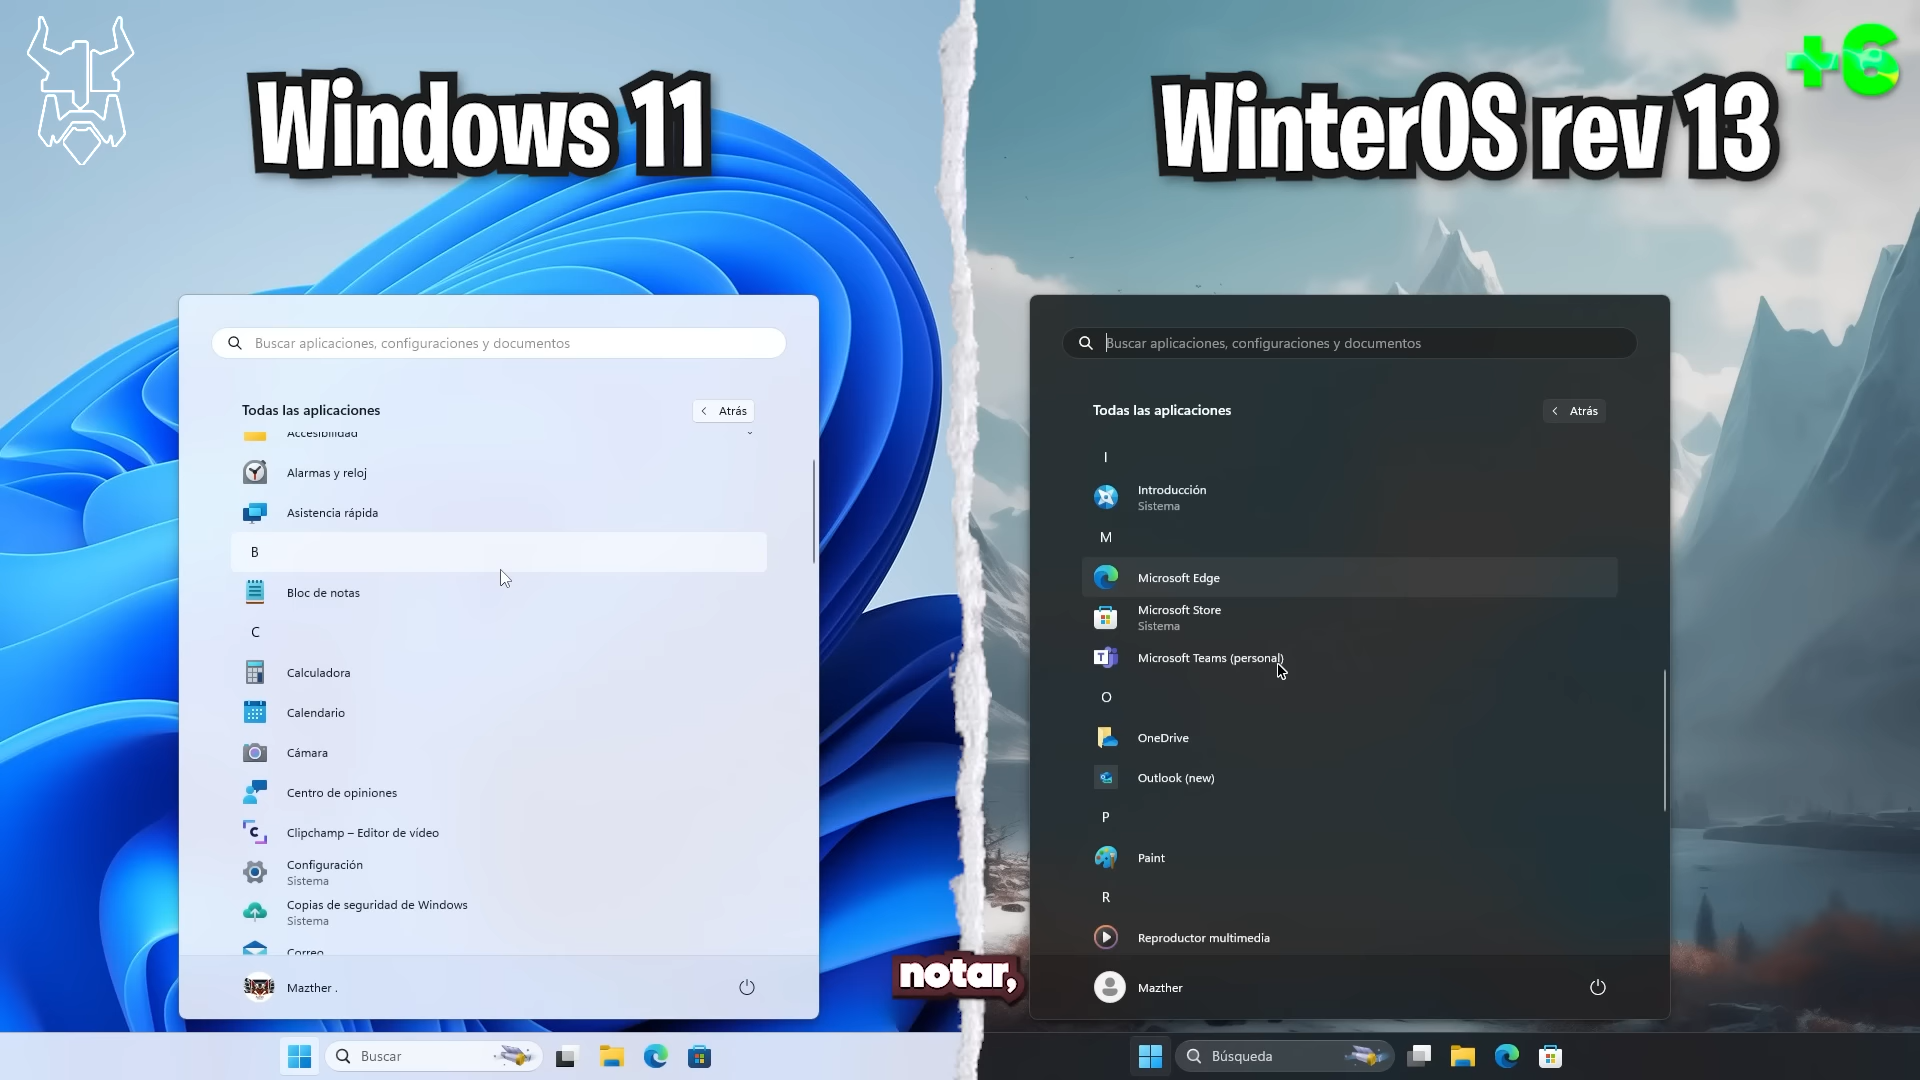 Windows 11
Buscar aplicaciones, configuraciones y documentos
Todas las aplicaciones
Atrás
Accesibilidad
Alarmas y reloj
Asistencia rápida
B
Bloc de notas
C
Calculadora
Calendario
Cámara
Centro de opiniones
Clipchamp – Editor de vídeo
Configuración
Sistema
Copias de seguridad de Windows
Sistema
Correo
Mazther .
Buscar
notar,
WinterOS rev 13
+6
Buscar aplicaciones, configuraciones y documentos
Todas las aplicaciones
Atrás
I
Introducción
Sistema
M
Microsoft Edge
Microsoft Store
Sistema
Microsoft Teams (personal)
O
OneDrive
Outlook (new)
P
Paint
R
Reproductor multimedia
Mazther
Búsqueda